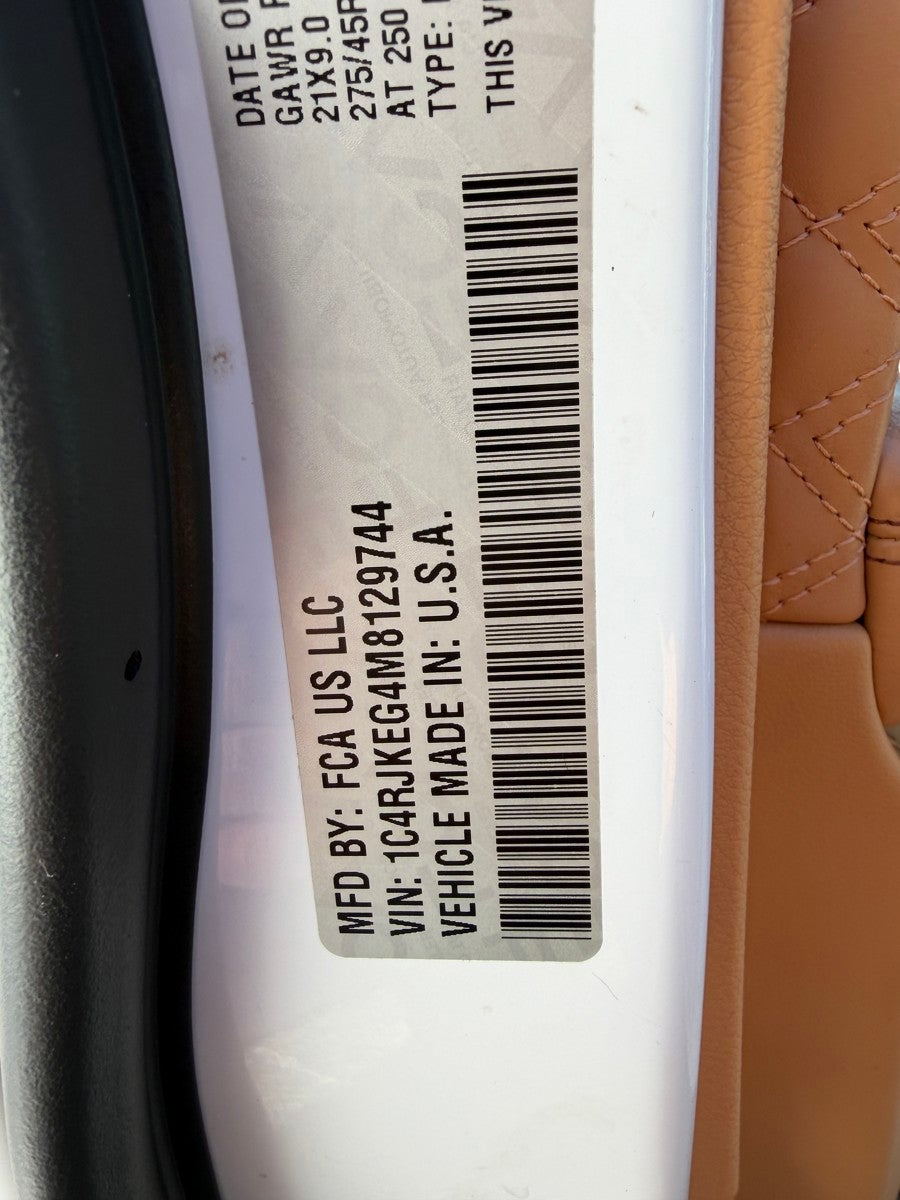 MFD BY: FCA US LLC
VIN: 1C4RJKEG4M8129744
VEHICLE MADE IN: U.S.A.
DATE
GAWR
21X9.0
275/45R
AT 250
TYPE:
THIS